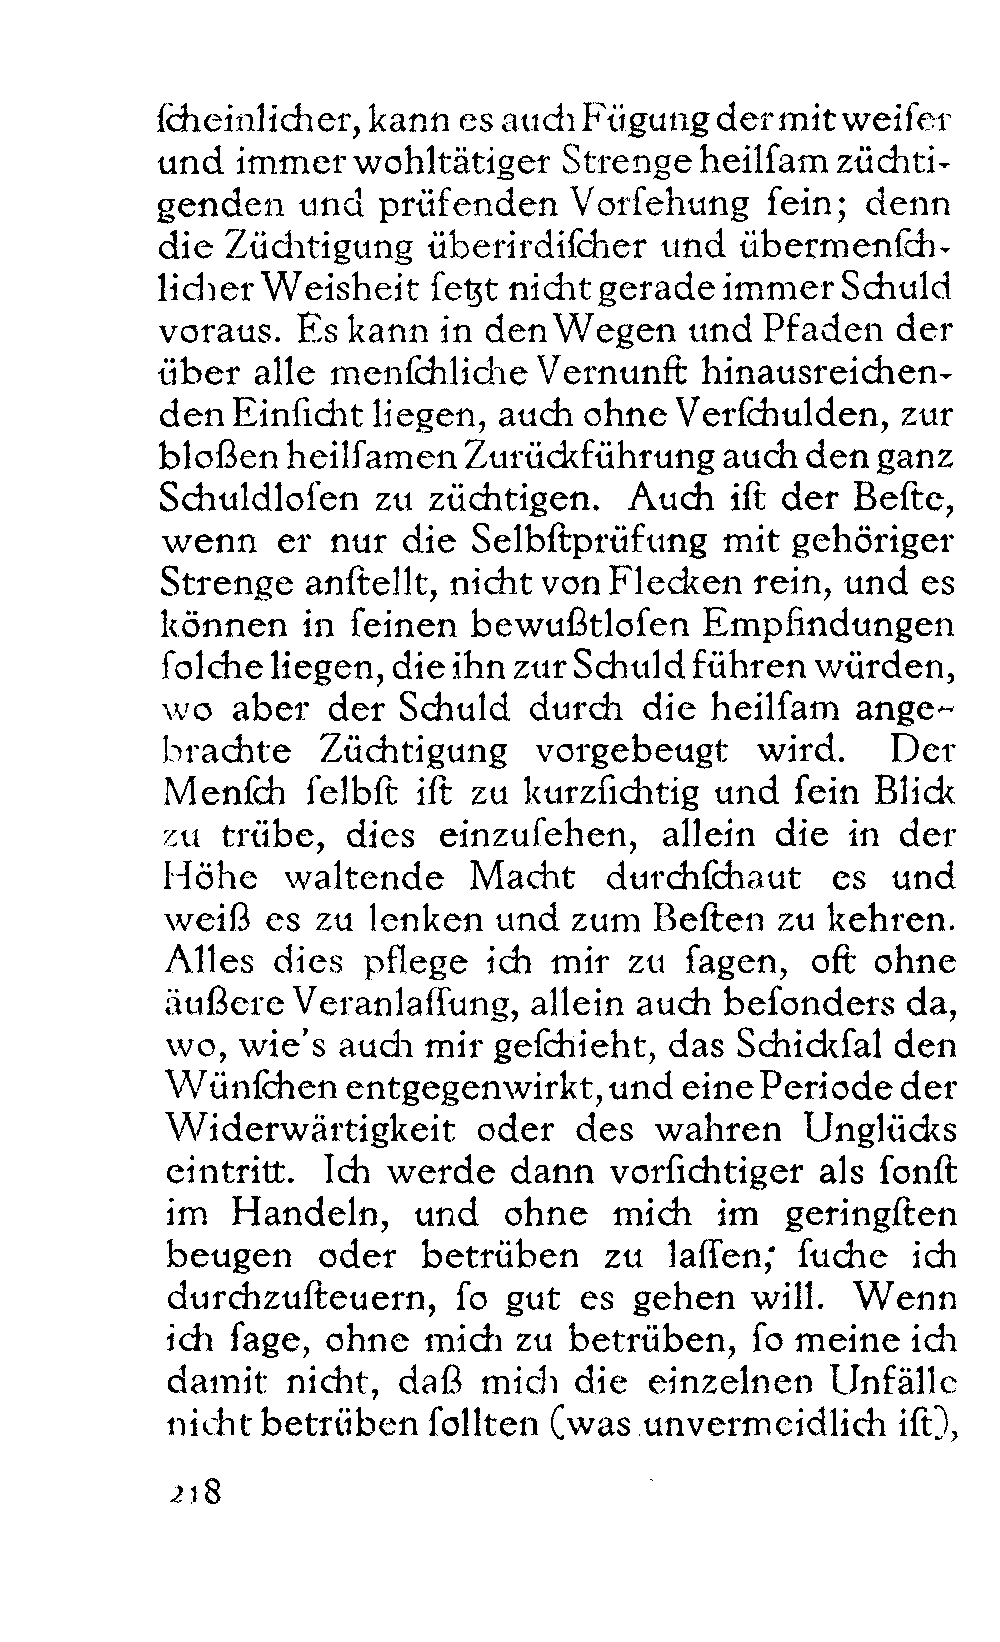 ſcheinlicher, kann es auch Fügung der mit weiſer
und immer wohltätiger Strenge heilſam züchti-
genden und prüfenden Vorſehung ſein; denn
die Züchtigung überirdiſcher und übermenſch-
licher Weisheit ſetzt nicht gerade immer Schuld
voraus. Es kann in den Wegen und Pfaden der
über alle menſchliche Vernunft hinausreichen-
den Einſicht liegen, auch ohne Verſchulden, zur
bloßen heilſamen Zurückführung auch den ganz
Schuldloſen zu züchtigen. Auch iſt der Beſte,
wenn er nur die Selbſtprüfung mit gehöriger
Strenge anſtellt, nicht von Flecken rein, und es
können in ſeinen bewußtloſen Empfindungen
ſolche liegen, die ihn zur Schuld führen würden,
wo aber der Schuld durch die heilſam ange-
brachte Züchtigung vorgebeugt wird. Der
Menſch ſelbſt iſt zu kurzſichtig und ſein Blick
zu trübe, dies einzuſehen, allein die in der
Höhe waltende Macht durchſchaut es und
weiß es zu lenken und zum Beſten zu kehren.
Alles dies pflege ich mir zu ſagen, oft ohne
äußere Veranlaſſung, allein auch beſonders da,
wo, wie's auch mir geſchieht, das Schickſal den
Wünſchen entgegenwirkt, und eine Periode der
Widerwärtigkeit oder des wahren Unglücks
eintritt. Ich werde dann vorſichtiger als ſonſt
im Handeln, und ohne mich im geringſten
beugen oder betrüben zu laſſen; ſuche ich
durchzuſteuern, ſo gut es gehen will. Wenn
ich ſage, ohne mich zu betrüben, ſo meine ich
damit nicht, daß mich die einzelnen Unfälle
nicht betrüben ſollten (was unvermeidlich iſt),
218